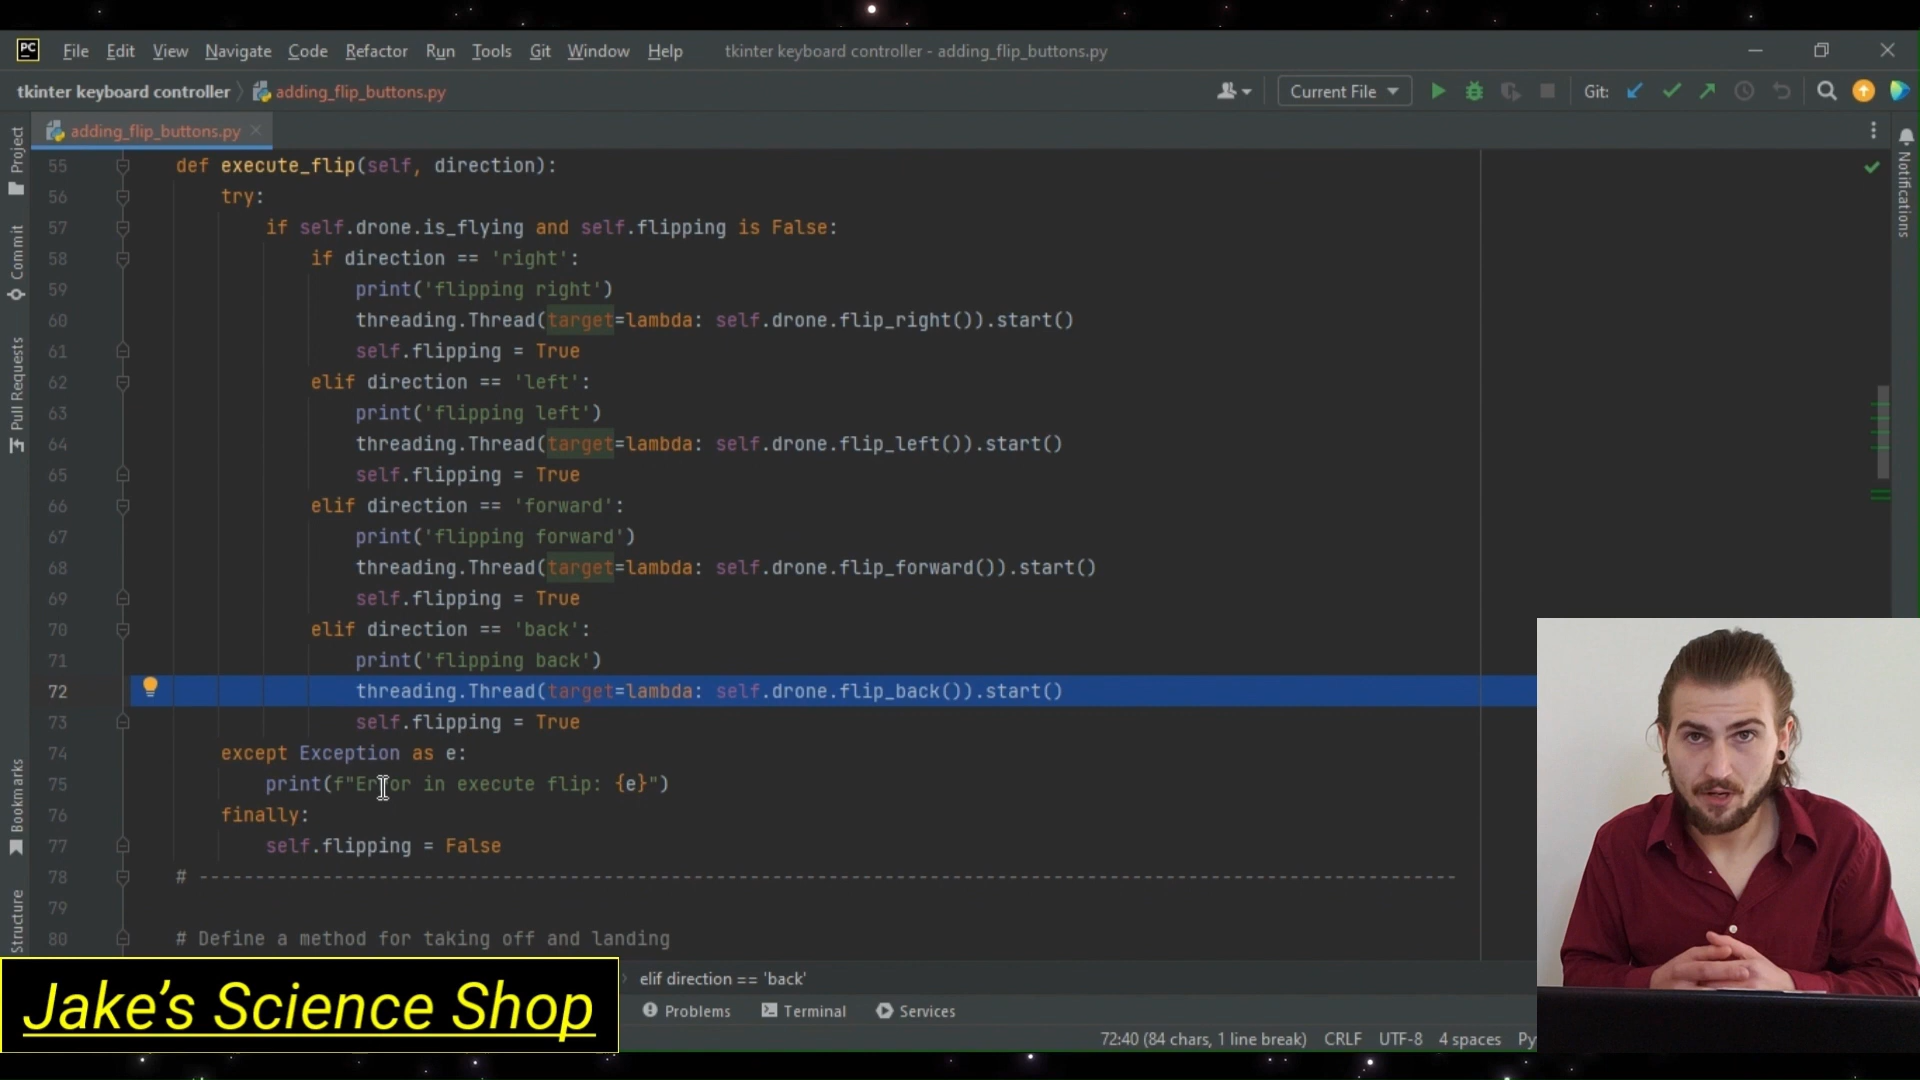 PC File Edit View Navigate Code Refactor Run Tools Git Window Help tkinter keyboard controller - adding_flip_buttons.py
tkinter keyboard controller adding_flip_buttons.py Current File Git:
adding_flip_buttons.py
Project
Commit
Pull Requests
Bookmarks
Structure
Notifications
55 def execute_flip(self, direction):
56 try:
57 if self.drone.is_flying and self.flipping is False:
58 if direction == 'right':
59 print('flipping right')
60 threading.Thread(target=lambda: self.drone.flip_right()).start()
61 self.flipping = True
62 elif direction == 'left':
63 print('flipping left')
64 threading.Thread(target=lambda: self.drone.flip_left()).start()
65 self.flipping = True
66 elif direction == 'forward':
67 print('flipping forward')
68 threading.Thread(target=lambda: self.drone.flip_forward()).start()
69 self.flipping = True
70 elif direction == 'back':
71 print('flipping back')
72 threading.Thread(target=lambda: self.drone.flip_back()).start()
73 self.flipping = True
74 except Exception as e:
75 print(f"Error in execute flip: {e}")
76 finally:
77 self.flipping = False
78 # ----------------------------------------------------------------------------------------------------------------
79
80 # Define a method for taking off and landing
elif direction == 'back'
Jake's Science Shop
Problems Terminal Services
72:40 (84 chars, 1 line break) CRLF UTF-8 4 spaces Py